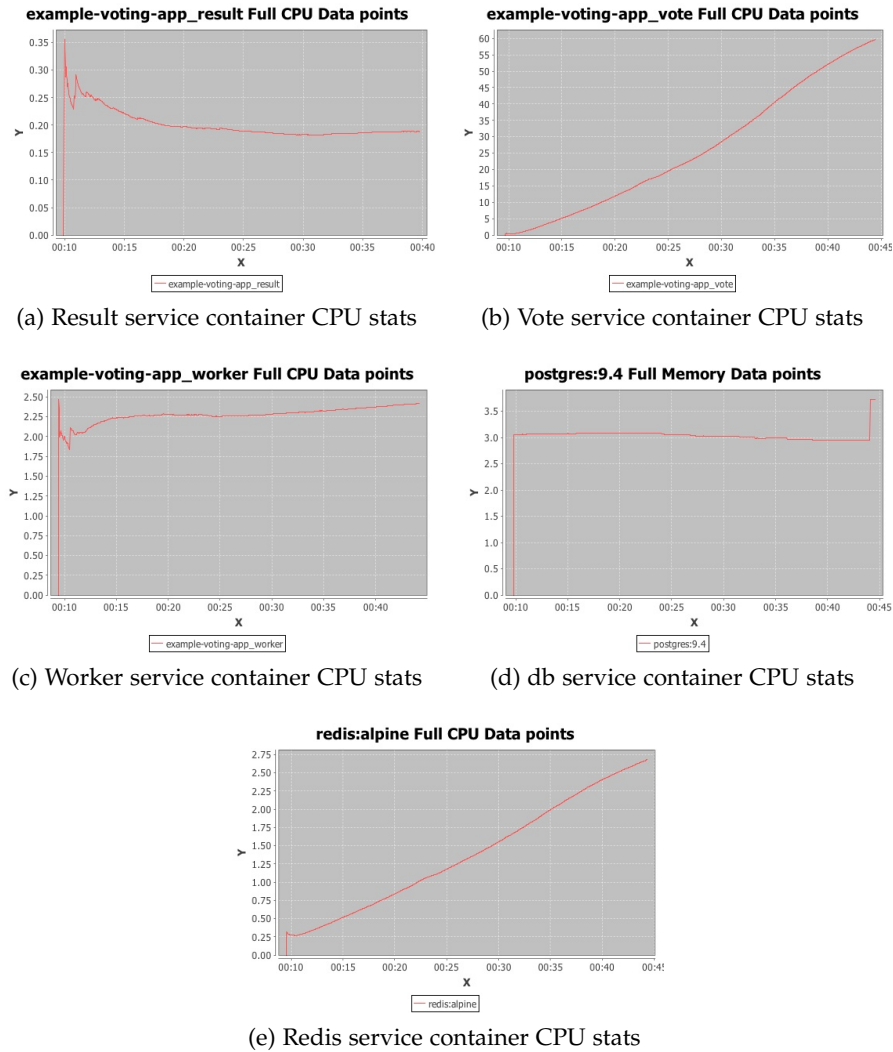 example-voting-app_result Full CPU Data points
0.35
0.30
0.25
0.20
0.15
0.10
0.05
0.00
Y
00:10 00:15 00:20 00:25 00:30 00:35 00:40
X
example-voting-app_result
(a) Result service container CPU stats
example-voting-app_vote Full CPU Data points
60
55
50
45
40
35
30
25
20
15
10
5
0
Y
00:10 00:15 00:20 00:25 00:30 00:35 00:40 00:45
X
example-voting-app_vote
(b) Vote service container CPU stats
example-voting-app_worker Full CPU Data points
2.50
2.25
2.00
1.75
1.50
1.25
1.00
0.75
0.50
0.25
0.00
Y
00:10 00:15 00:20 00:25 00:30 00:35 00:40
X
example-voting-app_worker
(c) Worker service container CPU stats
postgres:9.4 Full Memory Data points
3.5
3.0
2.5
2.0
1.5
1.0
0.5
0.0
Y
00:10 00:15 00:20 00:25 00:30 00:35 00:40 00:45
X
postgres:9.4
(d) db service container CPU stats
redis:alpine Full CPU Data points
2.75
2.50
2.25
2.00
1.75
1.50
1.25
1.00
0.75
0.50
0.25
0.00
Y
00:10 00:15 00:20 00:25 00:30 00:35 00:40 00:45
X
redis:alpine
(e) Redis service container CPU stats